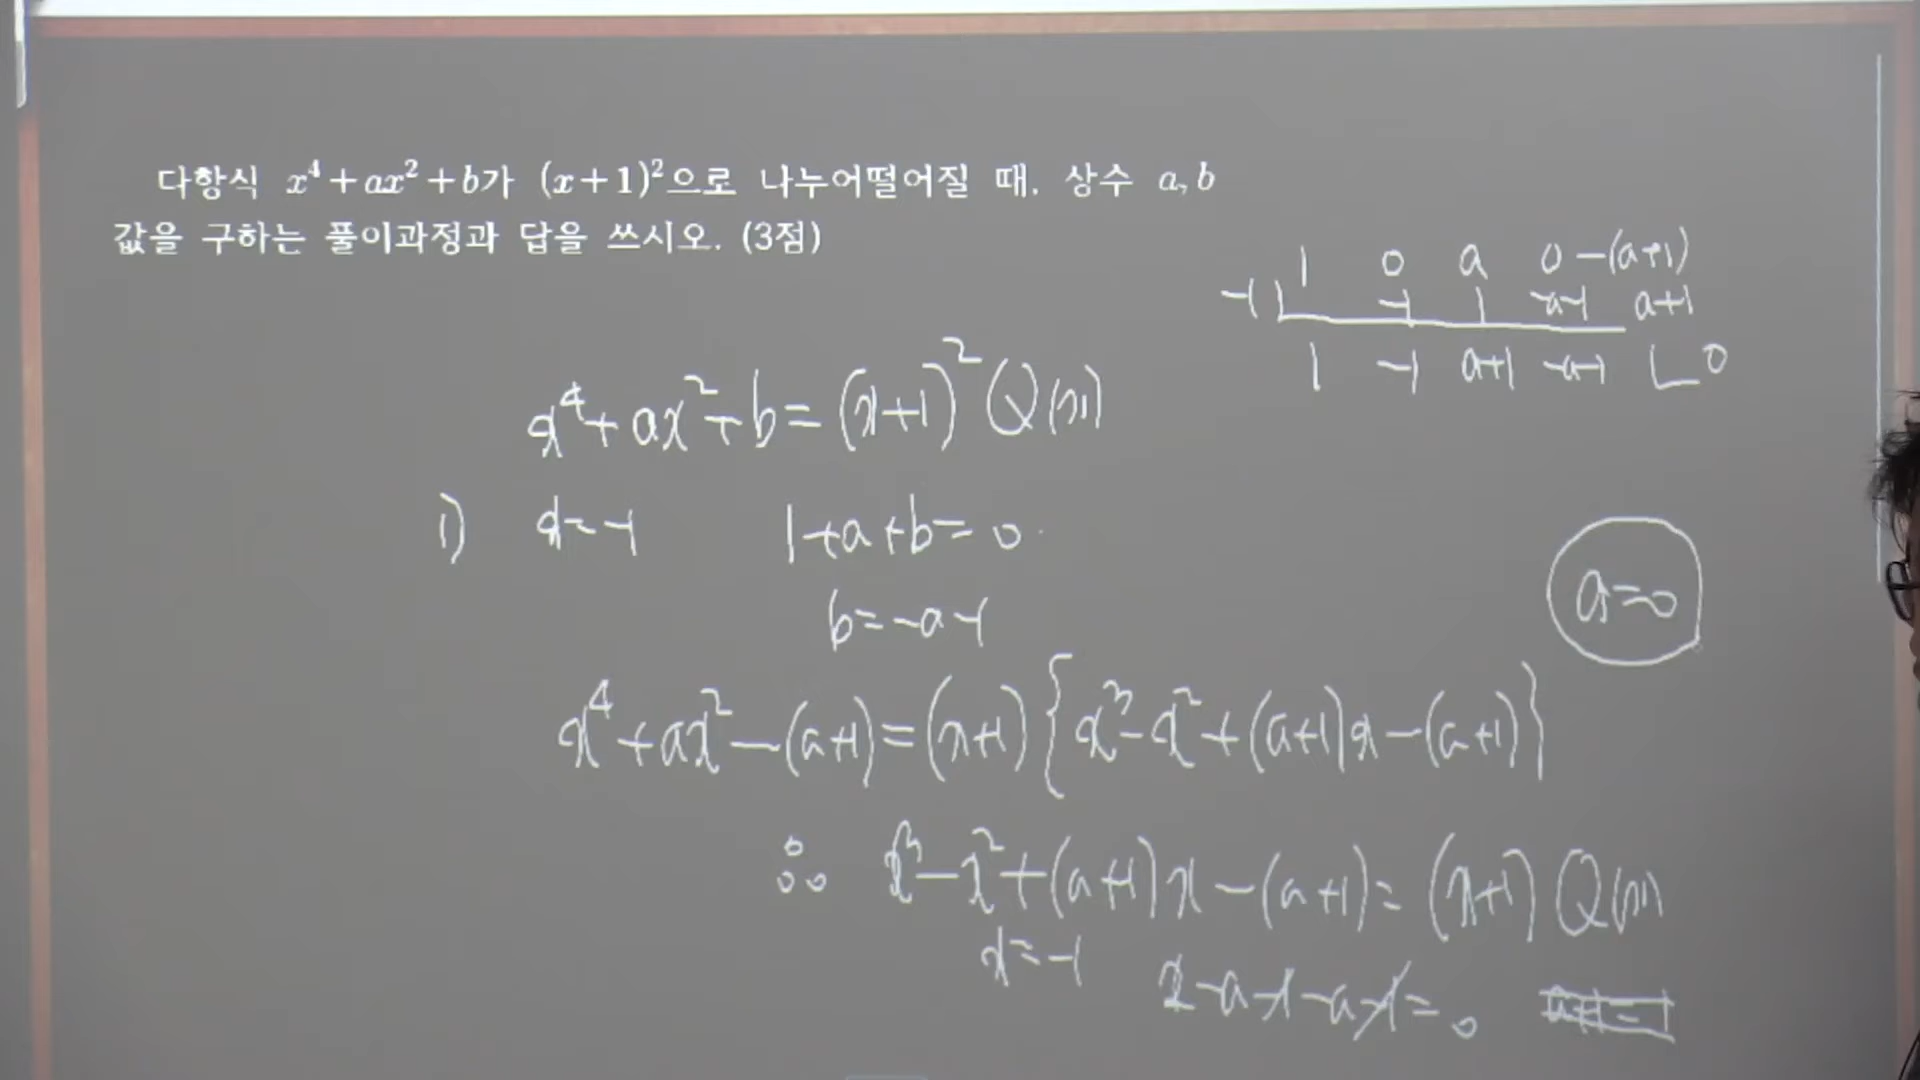 다항식 x⁴+ax²+b가 (x+1)²으로 나누어떨어질 때, 상수 a, b
값을 구하는 풀이과정과 답을 쓰시오. (3점)
1 0 a 0 -(a+1)
-1 -1 1 -a-1 a+1
1 -1 a+1 -a-1 0
x⁴+ax²+b=(x+1)²Q(x)
1) x=-1 1+a+b=0
b=-a-1
a=0
x⁴+ax²-(a+1)=(x+1){x³-x²+(a+1)x-(a+1)}
∴ x³-x²+(a+1)x-(a+1)=(x+1)Q(x)
x=-1 -a-1-a-1=0